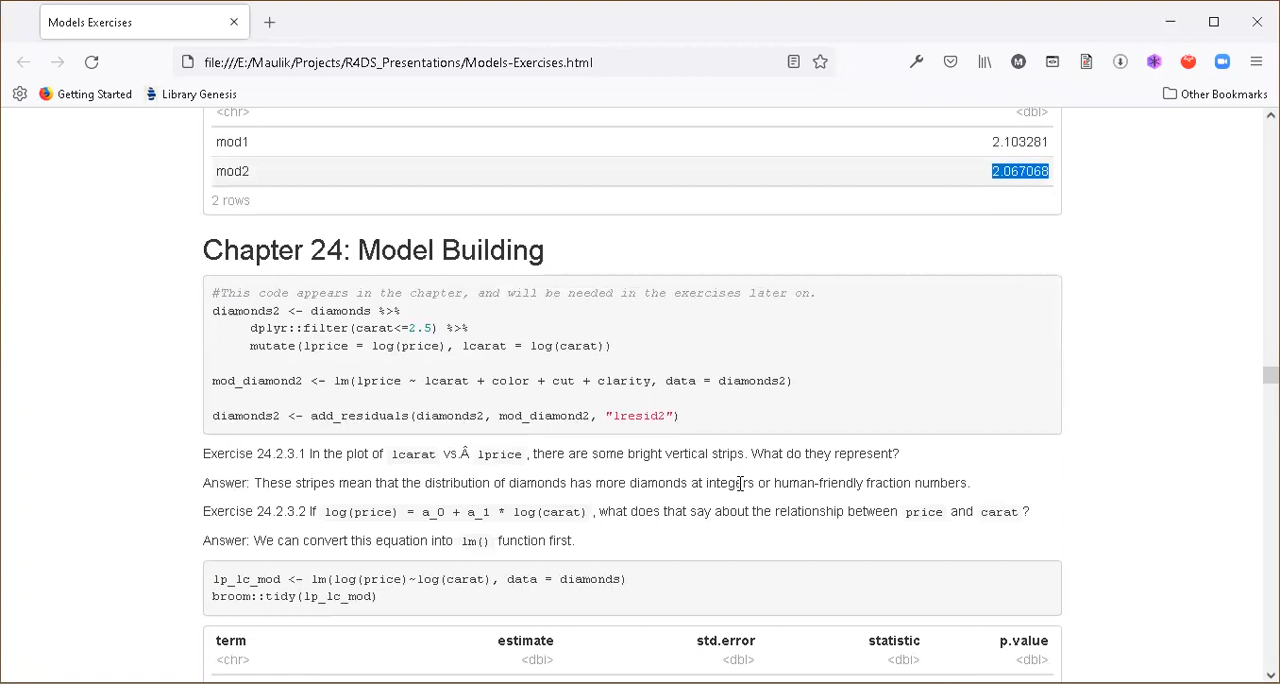 Models Exercises
file:///E:/Maulik/Projects/R4DS_Presentations/Models-Exercises.html
Getting Started Library Genesis Other Bookmarks
<chr> <dbl>
mod1 2.103281
mod2 2.067068
2 rows
Chapter 24: Model Building
#This code appears in the chapter, and will be needed in the exercises later on.
diamonds2 <- diamonds %>%
dplyr::filter(carat<=2.5) %>%
mutate(lprice = log(price), lcarat = log(carat))
mod_diamond2 <- lm(lprice ~ lcarat + color + cut + clarity, data = diamonds2)
diamonds2 <- add_residuals(diamonds2, mod_diamond2, "lresid2")
Exercise 24.2.3.1 In the plot of lcarat vs.Â lprice, there are some bright vertical strips. What do they represent?
Answer: These stripes mean that the distribution of diamonds has more diamonds at integers or human-friendly fraction numbers.
Exercise 24.2.3.2 If log(price) = a_0 + a_1 * log(carat), what does that say about the relationship between price and carat?
Answer: We can convert this equation into lm() function first.
lp_lc_mod <- lm(log(price)~log(carat), data = diamonds)
broom::tidy(lp_lc_mod)
term estimate std.error statistic p.value
<chr> <dbl> <dbl> <dbl> <dbl>